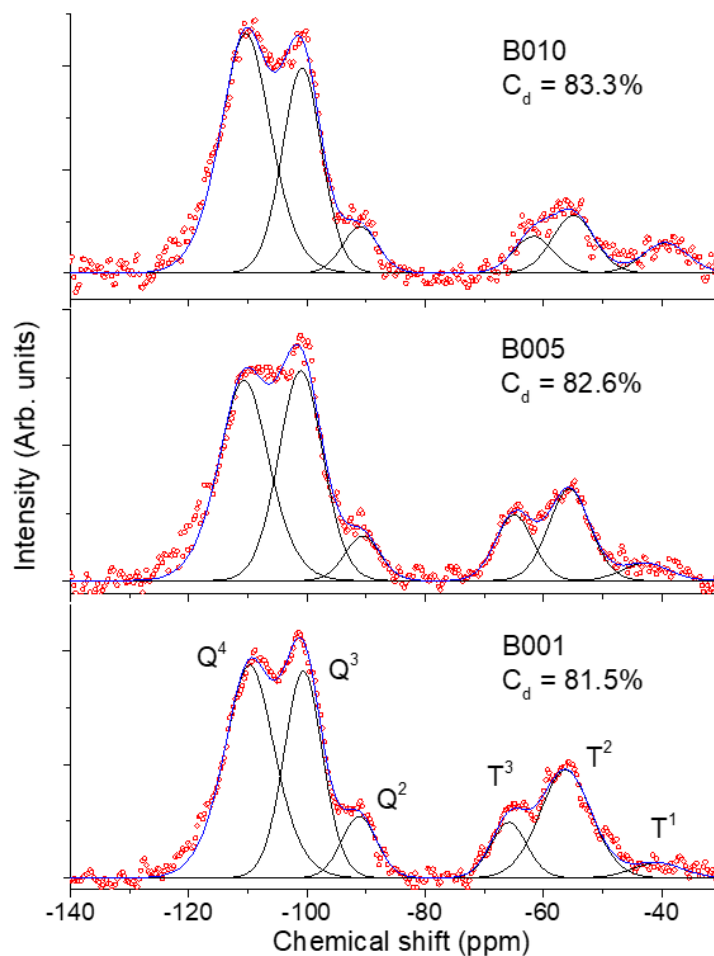 B010
C_d = 83.3%
B005
C_d = 82.6%
B001
C_d = 81.5%
Q^4
Q^3
Q^2
T^3
T^2
T^1
Intensity (Arb. units)
-140 -120 -100 -80 -60 -40
Chemical shift (ppm)